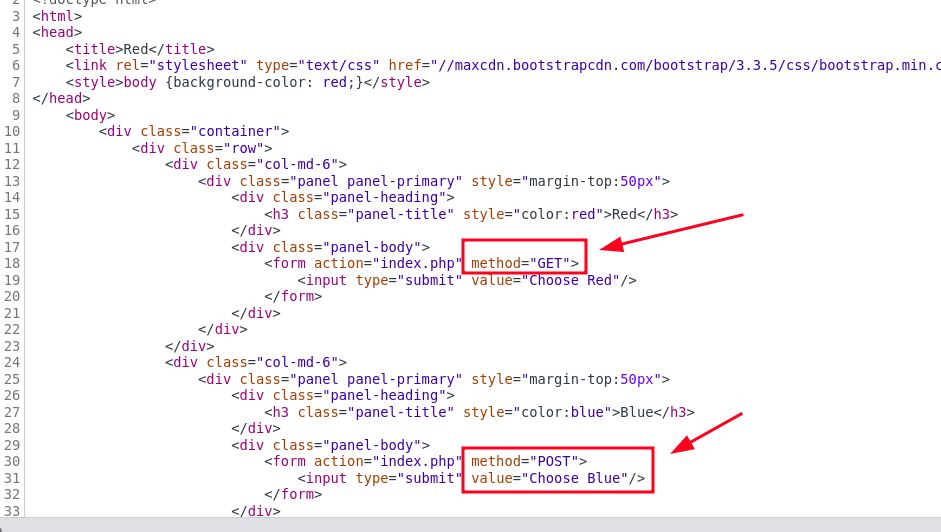 2 <!doctype html>
3 <html>
4 <head>
5     <title>Red</title>
6     <link rel="stylesheet" type="text/css" href="//maxcdn.bootstrapcdn.com/bootstrap/3.3.5/css/bootstrap.min.c
7     <style>body {background-color: red;}</style>
8 </head>
9     <body>
10         <div class="container">
11             <div class="row">
12                 <div class="col-md-6">
13                     <div class="panel panel-primary" style="margin-top:50px">
14                         <div class="panel-heading">
15                             <h3 class="panel-title" style="color:red">Red</h3>
16                         </div>
17                         <div class="panel-body">
18                             <form action="index.php" method="GET">
19                                 <input type="submit" value="Choose Red"/>
20                             </form>
21                         </div>
22                     </div>
23                 </div>
24                 <div class="col-md-6">
25                     <div class="panel panel-primary" style="margin-top:50px">
26                         <div class="panel-heading">
27                             <h3 class="panel-title" style="color:blue">Blue</h3>
28                         </div>
29                         <div class="panel-body">
30                             <form action="index.php" method="POST">
31                                 <input type="submit" value="Choose Blue"/>
32                             </form>
33                         </div>